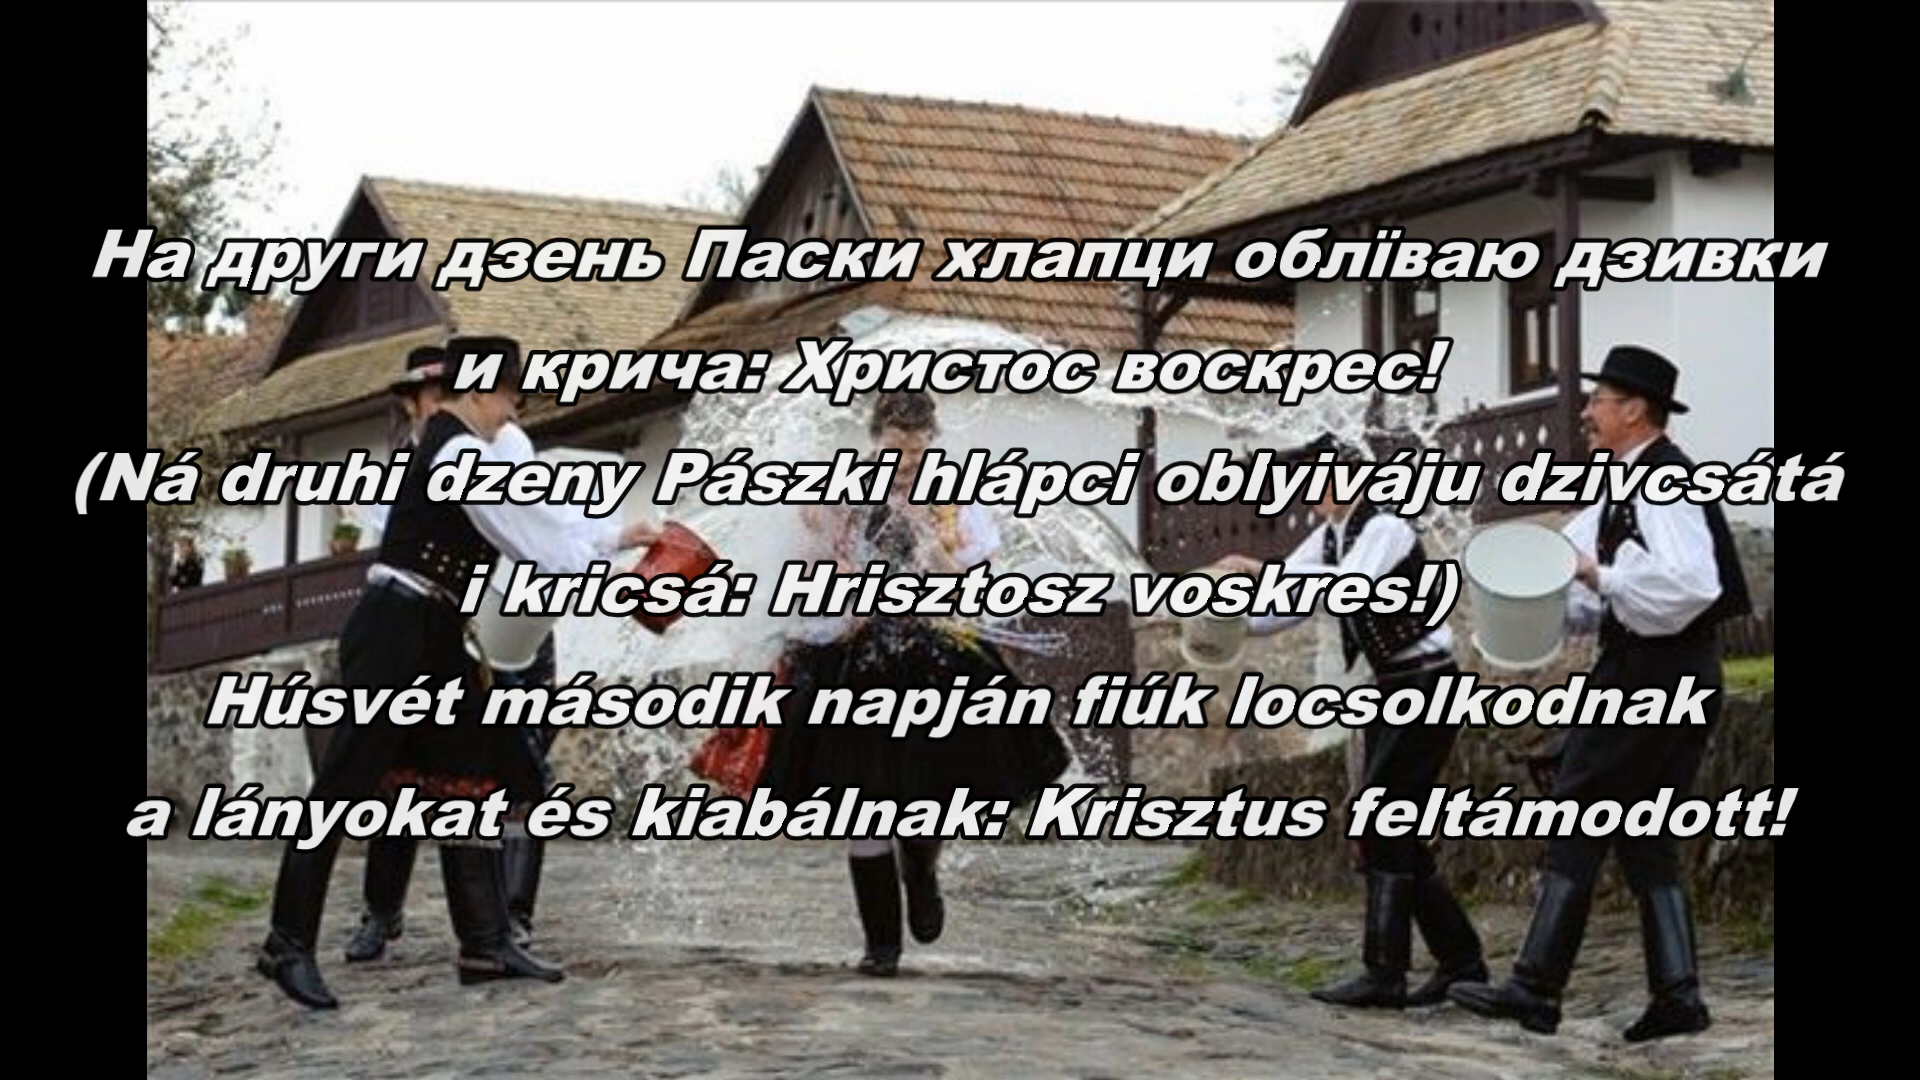 На други дзень Паски хлапци облїваю дзивки
и крича: Христос воскрес!
(Ná druhi dzeny Pászki hlápci oblyiváju dzivcsátá
i kricsá: Hrisztosz voskres!)
Húsvét második napján fiúk locsolkodnak
a lányokat és kiabálnak: Krisztus feltámodott!